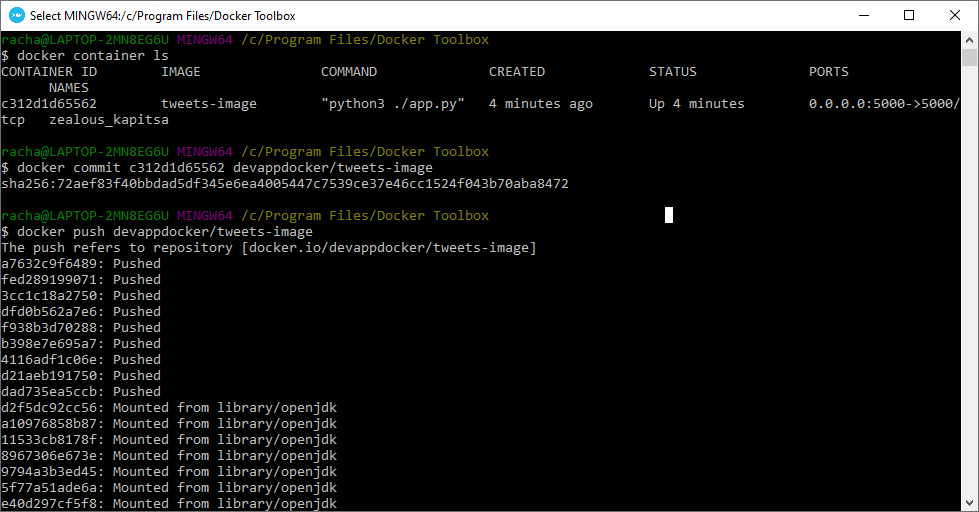 Select MINGW64:/c/Program Files/Docker Toolbox
racha@LAPTOP-2MN8EG6U MINGW64 /c/Program Files/Docker Toolbox
$ docker container ls
CONTAINER ID        IMAGE               COMMAND              CREATED             STATUS              PORTS
      NAMES
c312d1d65562        tweets-image        "python3 ./app.py"   4 minutes ago       Up 4 minutes        0.0.0.0:5000->5000/
tcp   zealous_kapitsa
racha@LAPTOP-2MN8EG6U MINGW64 /c/Program Files/Docker Toolbox
$ docker commit c312d1d65562 devappdocker/tweets-image
sha256:72aef83f40bbdad5df345e6ea4005447c7539ce37e46cc1524f043b70aba8472
racha@LAPTOP-2MN8EG6U MINGW64 /c/Program Files/Docker Toolbox
$ docker push devappdocker/tweets-image
The push refers to repository [docker.io/devappdocker/tweets-image]
a7632c9f6489: Pushed
fed289199071: Pushed
3cc1c18a2750: Pushed
dfd0b562a7e6: Pushed
f938b3d70288: Pushed
b398e7e695a7: Pushed
4116adf1c06e: Pushed
d21aeb191750: Pushed
dad735ea5ccb: Pushed
d2f5dc92cc56: Mounted from library/openjdk
a10976858b87: Mounted from library/openjdk
11533cb8178f: Mounted from library/openjdk
8967306e673e: Mounted from library/openjdk
9794a3b3ed45: Mounted from library/openjdk
5f77a51ade6a: Mounted from library/openjdk
e40d297cf5f8: Mounted from library/openjdk